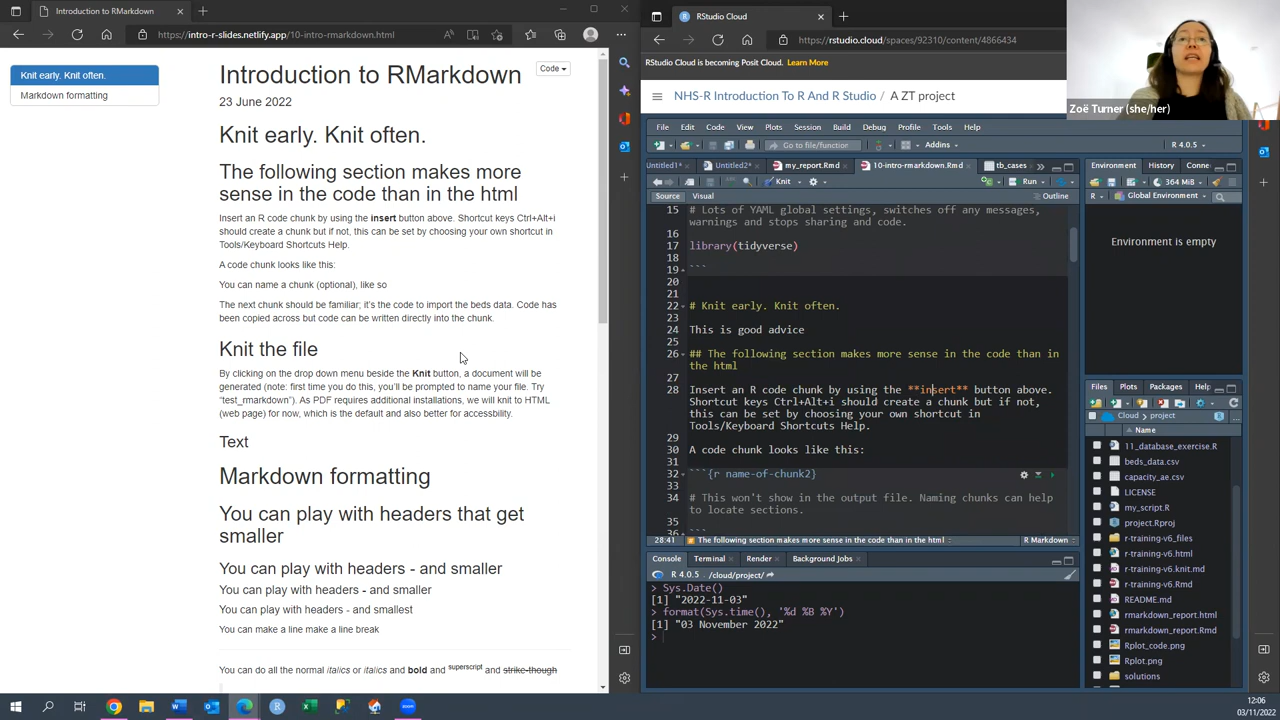 Introduction to RMarkdown
https://intro-r-slides.netlify.app/10-intro-rmarkdown.html
Knit early. Knit often.
Markdown formatting
Introduction to RMarkdown
Code
23 June 2022
Knit early. Knit often.
The following section makes more
sense in the code than in the html
Insert an R code chunk by using the insert button above. Shortcut keys Ctrl+Alt+i
should create a chunk but if not, this can be set by choosing your own shortcut in
Tools/Keyboard Shortcuts Help.
A code chunk looks like this:
You can name a chunk (optional), like so
The next chunk should be familiar; it's the code to import the beds data. Code has
been copied across but code can be written directly into the chunk.
Knit the file
By clicking on the drop down menu beside the Knit button, a document will be
generated (note: first time you do this, you'll be prompted to name your file. Try
“test_markdown”). As PDF requires additional installations, we will knit to HTML
(web page) for now, which is the default and also better for accessbility.
Text
Markdown formatting
You can play with headers that get
smaller
You can play with headers - and smaller
You can play with headers - and smaller
You can play with headers - and smallest
You can make a line make a line break
You can do all the normal italics or italics and bold and superscript and strike-though
RStudio Cloud
https://rstudio.cloud/spaces/92310/content/4866434
RStudio Cloud is becoming Posit Cloud. Learn More
NHS-R Introduction To R And R Studio / A ZT project
Zoë Turner (she/her)
File Edit Code View Plots Session Build Debug Profile Tools Help
Go to file/function Addins R 4.0.5
Untitled1* Untitled2* my_report.Rmd 10-intro-rmarkdown.Rmd tb_cases
Knit Run
Source Visual Outline
15 # Lots of YAML global settings, switches off any messages,
warnings and stops sharing and code.
16
17 library(tidyverse)
18
19 ```
20
21
22 # Knit early. Knit often.
23
24 This is good advice
25
26 ## The following section makes more sense in the code than in
the html
27
28 Insert an R code chunk by using the **insert** button above.
Shortcut keys Ctrl+Alt+i should create a chunk but if not,
this can be set by choosing your own shortcut in
Tools/Keyboard Shortcuts Help.
29
30 A code chunk looks like this:
31
32 ```{r name-of-chunk2}
33
34 # This won't show in the output file. Naming chunks can help
to locate sections.
35
36
28:41 The following section makes more sense in the code than in the html R Markdown
Console Terminal Render Background Jobs
R 4.0.5 · /cloud/project/
> Sys.Date()
[1] "2022-11-03"
> format(Sys.time(), '%d %B %Y')
[1] "03 November 2022"
>
Environment History Conne
364 MiB
R Global Environment
Environment is empty
Files Plots Packages Help
Cloud project
Name
11_database_exercise.R
beds_data.csv
capacity_ae.csv
LICENSE
my_script.R
project.Rproj
r-training-v6_files
r-training-v6.html
r-training-v6.knit.md
r-training-v6.Rmd
README.md
rmarkdown_report.html
rmarkdown_report.Rmd
Rplot_code.png
Rplot.png
solutions
12:06
03/11/2022